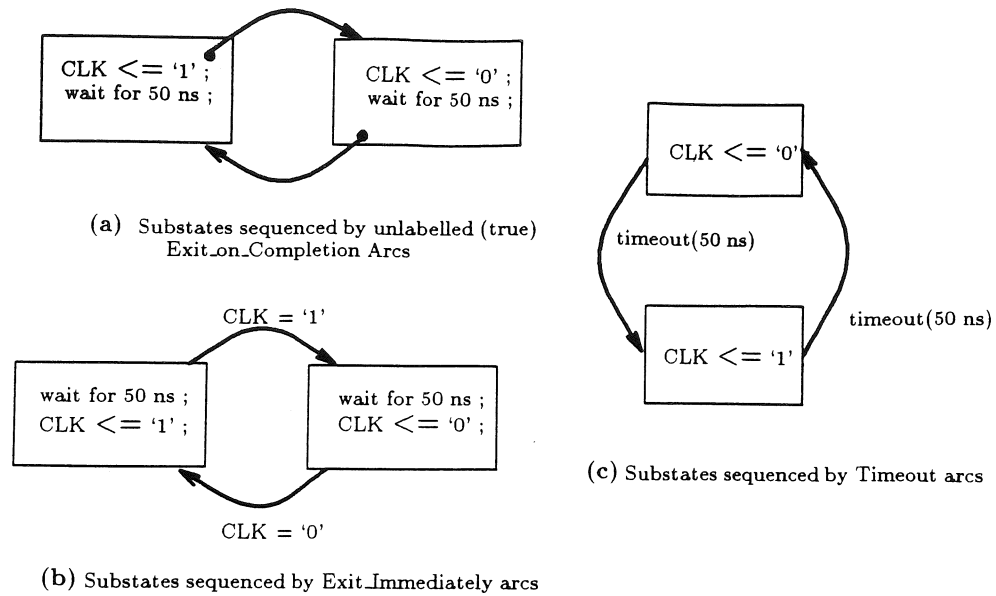 CLK <= ‘1’ ;
wait for 50 ns ;
CLK <= ‘0’ ;
wait for 50 ns ;
(a) Substates sequenced by unlabelled (true)
Exit_on_Completion Arcs
CLK = ‘1’
wait for 50 ns ;
CLK <= ‘1’ ;
wait for 50 ns ;
CLK <= ‘0’ ;
CLK = ‘0’
(b) Substates sequenced by Exit_Immediately arcs
CLK <= ‘0’
timeout(50 ns)
timeout(50 ns)
CLK <= ‘1’
(c) Substates sequenced by Timeout arcs